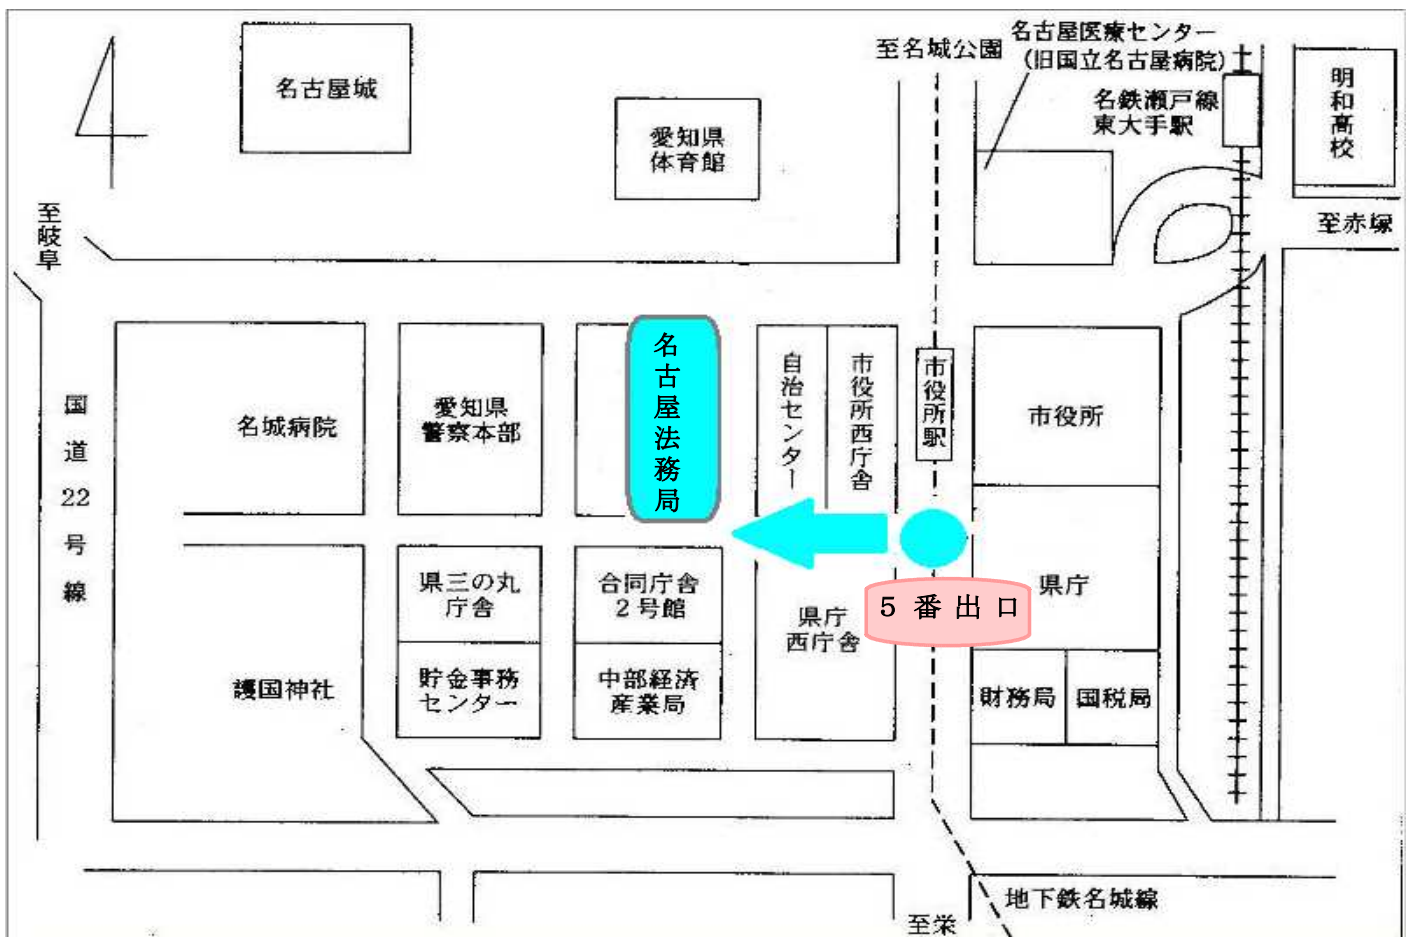 名古屋城
愛知県
体育館
至名城公園
名古屋医療センター
(旧国立名古屋病院)
名鉄瀬戸線
東大手駅
明和高校
至岐阜
至赤塚
国道22号線
名城病院
愛知県
警察本部
名古屋法務局
自治センター
市役所西庁舎
市役所駅
市役所
県三の丸
庁舎
合同庁舎
2号館
県庁
西庁舎
5番出口
県庁
護国神社
貯金事務
センター
中部経済
産業局
財務局
国税局
地下鉄名城線
至栄